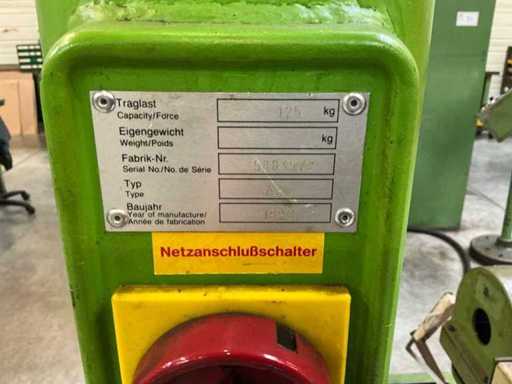 Traglast
Capacity/Force
125 kg
Eigengewicht
Weight/Poids
kg
Fabrik-Nr.
Serial No./No. de Série
Typ
Type
Baujahr
Year of manufacture/
Année de fabrication
Netzanschlußschalter